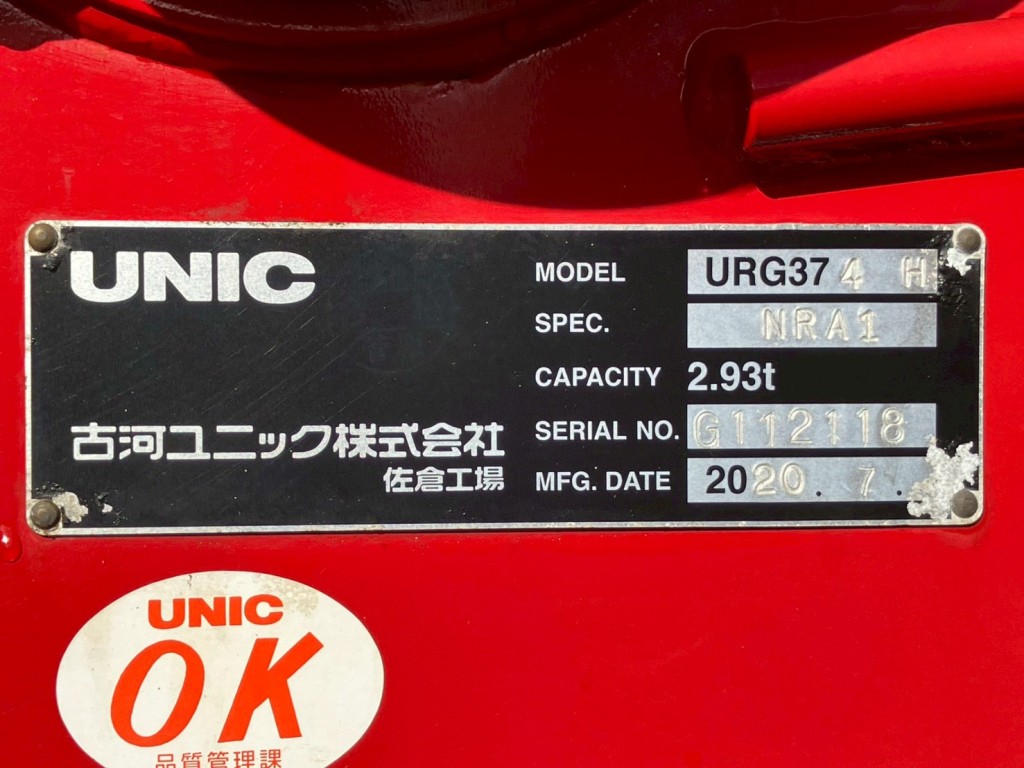 UNIC
MODEL URG374 H
SPEC. NRA1
CAPACITY 2.93t
SERIAL NO. G112118
MFG. DATE 2020. 7.
古河ユニック株式会社
佐倉工場
UNIC
OK
品質管理課